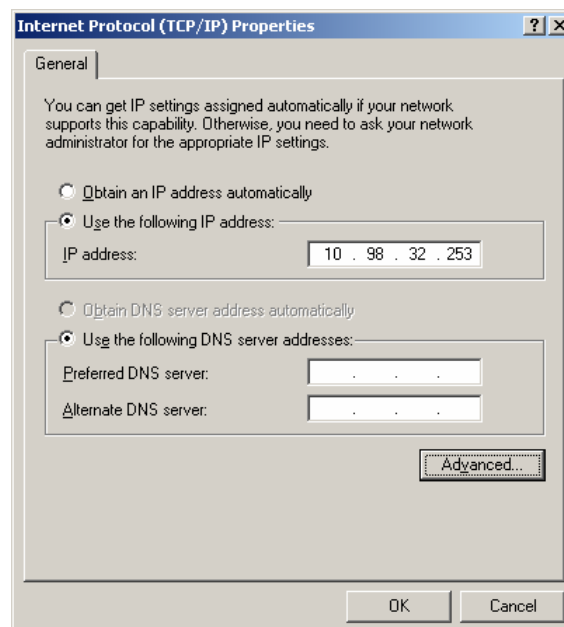 Internet Protocol (TCP/IP) Properties
General
You can get IP settings assigned automatically if your network
supports this capability. Otherwise, you need to ask your network
administrator for the appropriate IP settings.
Obtain an IP address automatically
Use the following IP address:
IP address: 10 . 98 . 32 . 253
Obtain DNS server address automatically
Use the following DNS server addresses:
Preferred DNS server: . . .
Alternate DNS server: . . .
Advanced...
OK Cancel